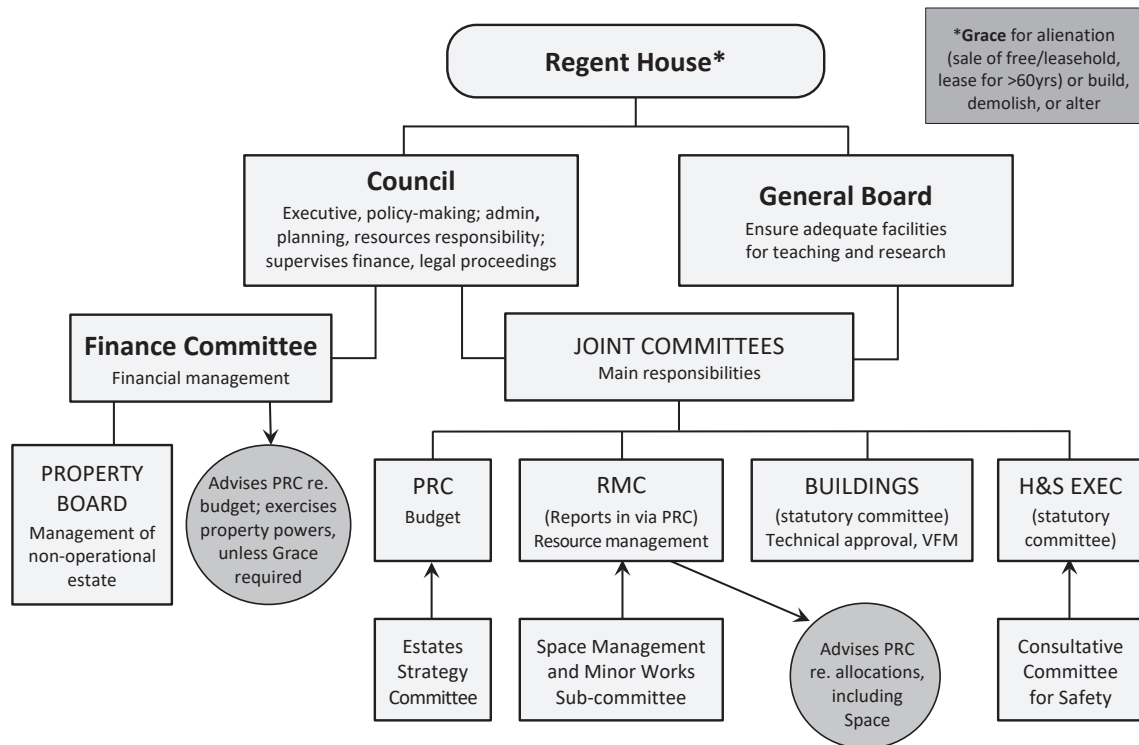 Regent House*
*Grace for alienation
(sale of free/leasehold,
lease for >60yrs) or build,
demolish, or alter
Council
Executive, policy-making; admin,
planning, resources responsibility;
supervises finance, legal proceedings
General Board
Ensure adequate facilities
for teaching and research
Finance Committee
Financial management
JOINT COMMITTEES
Main responsibilities
PROPERTY
BOARD
Management of
non-operational
estate
Advises PRC re.
budget; exercises
property powers,
unless Grace
required
PRC
Budget
RMC
(Reports in via PRC)
Resource management
BUILDINGS
(statutory committee)
Technical approval, VFM
H&S EXEC
(statutory
committee)
Estates
Strategy
Committee
Space Management
and Minor Works
Sub-committee
Advises PRC
re. allocations,
including
Space
Consultative
Committee
for Safety